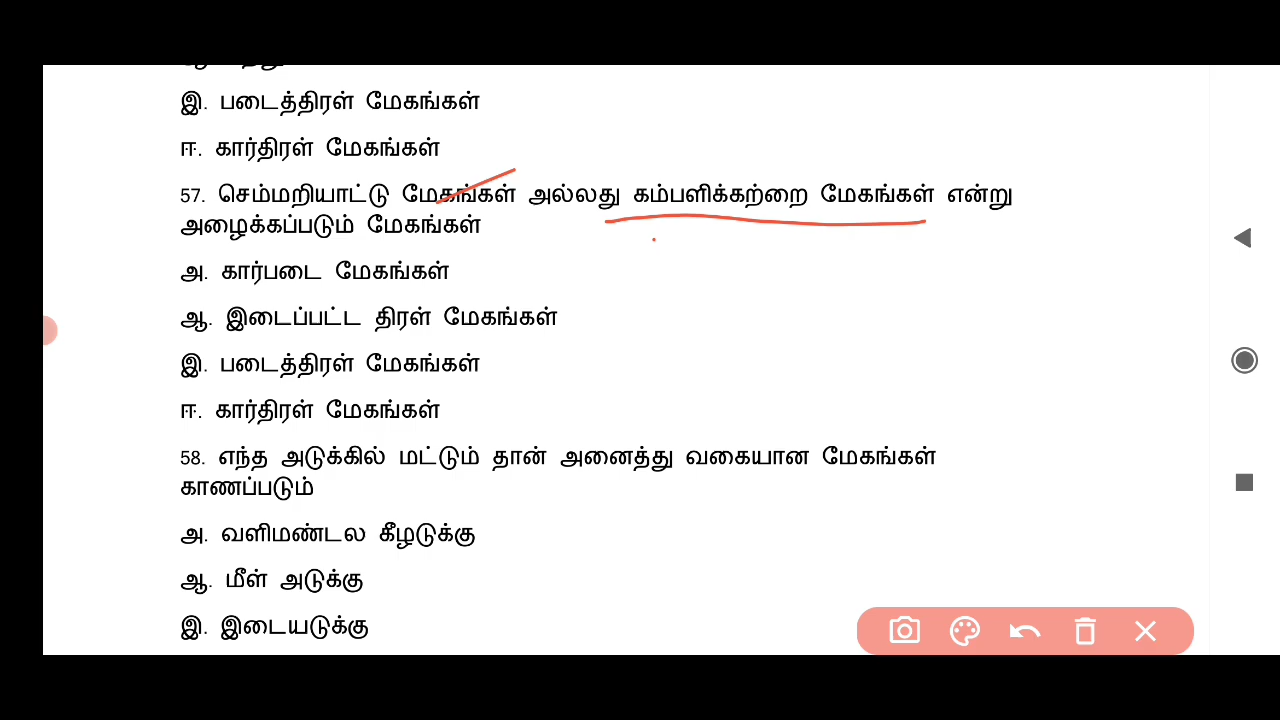 இ. படைத்திரள் மேகங்கள்
ஈ. கார்திரள் மேகங்கள்
57. செம்மறியாட்டு மேகங்கள் அல்லது கம்பளிக்கற்றை மேகங்கள் என்று
அழைக்கப்படும் மேகங்கள்
அ. கார்படை மேகங்கள்
ஆ. இடைப்பட்ட திரள் மேகங்கள்
இ. படைத்திரள் மேகங்கள்
ஈ. கார்திரள் மேகங்கள்
58. எந்த அடுக்கில் மட்டும் தான் அனைத்து வகையான மேகங்கள்
காணப்படும்
அ. வளிமண்டல கீழடுக்கு
ஆ. மீள் அடுக்கு
இ. இடையடுக்கு